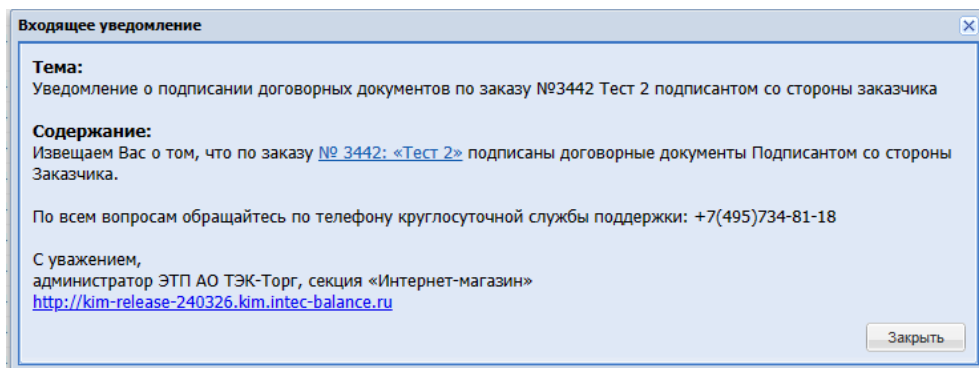 Входящее уведомление
Тема:
Уведомление о подписании договорных документов по заказу №3442 Тест 2 подписантом со стороны заказчика
Содержание:
Извещаем Вас о том, что по заказу № 3442: «Тест 2» подписаны договорные документы Подписантом со стороны
Заказчика.
По всем вопросам обращайтесь по телефону круглосуточной службы поддержки: +7(495)734-81-18
С уважением,
администратор ЭТП АО ТЭК-Торг, секция «Интернет-магазин»
http://kim-release-240326.kim.intec-balance.ru
Закрыть